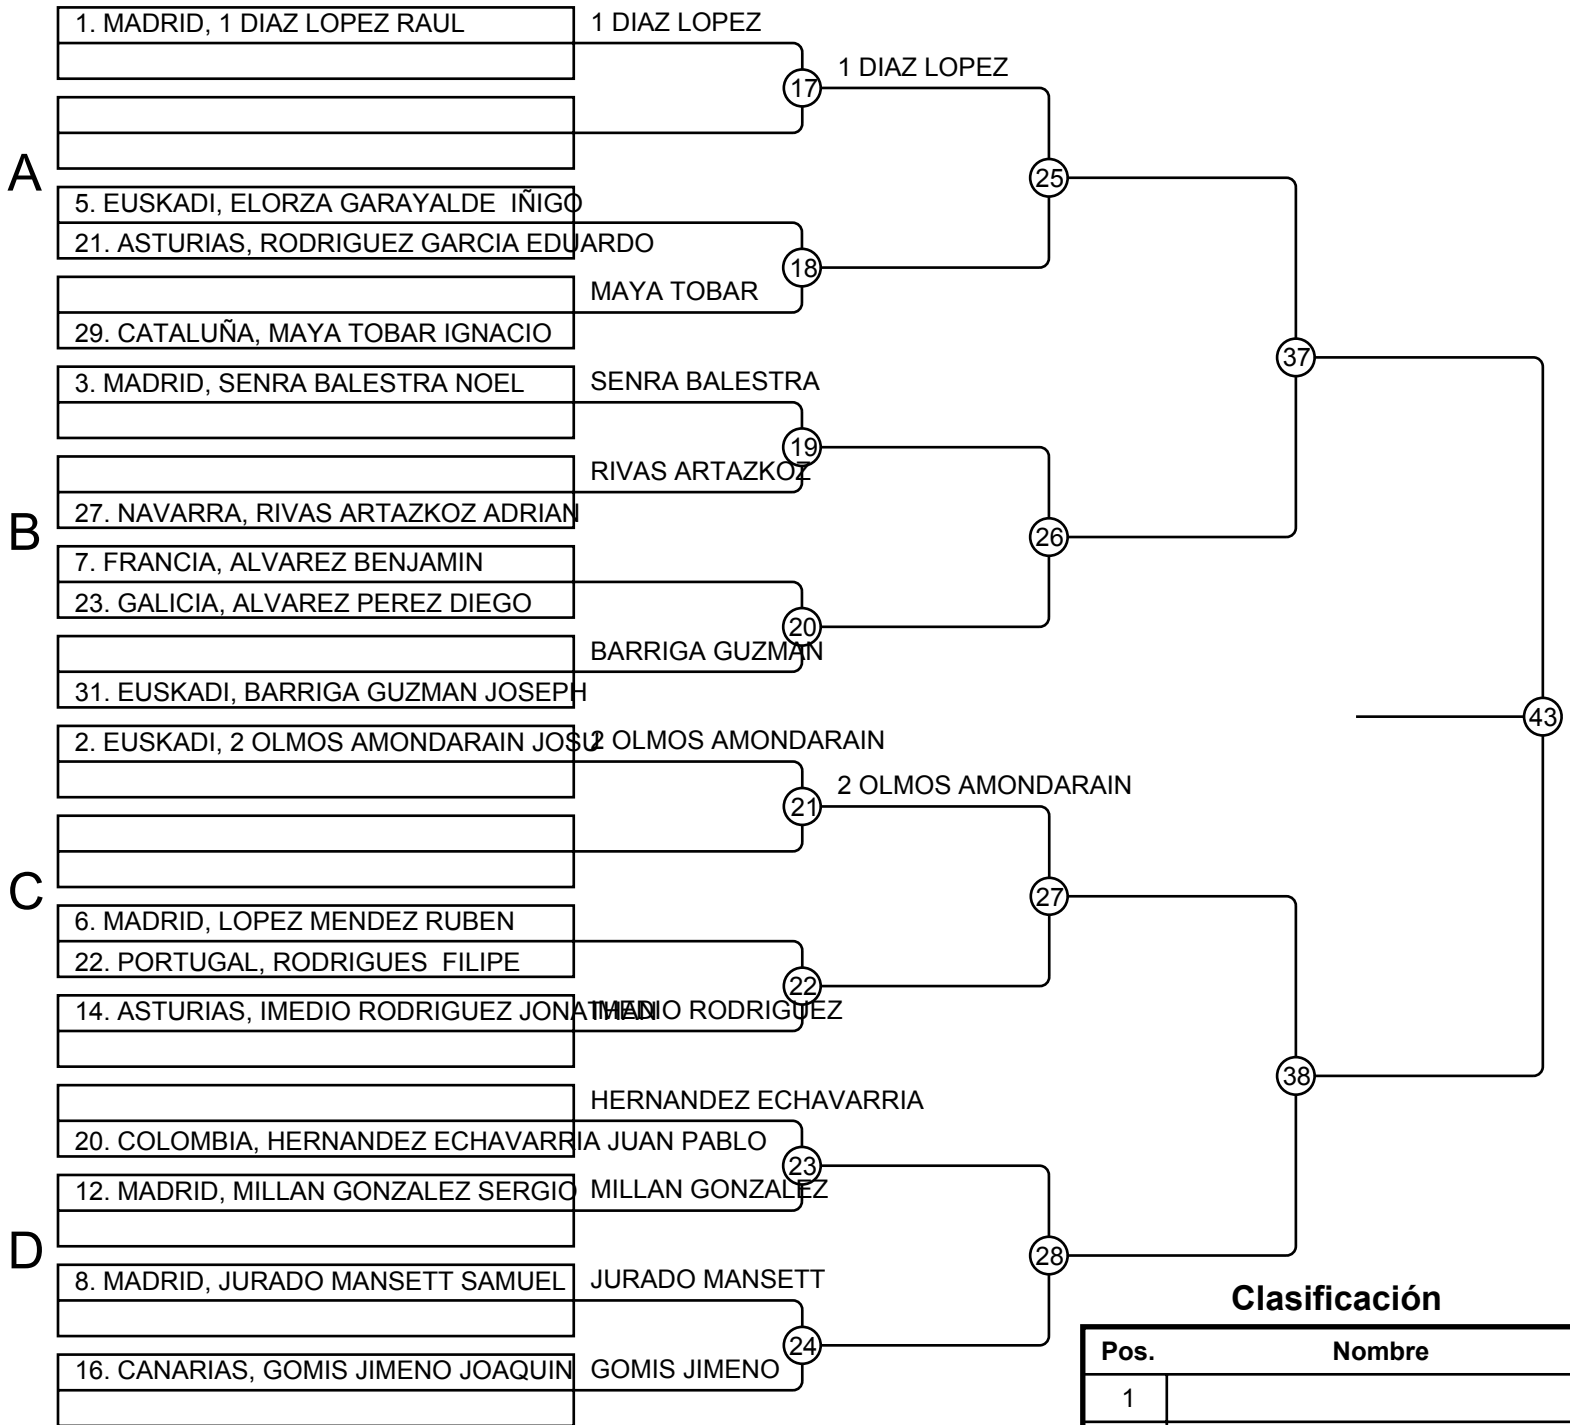 1. MADRID, 1 DIAZ LOPEZ RAUL
1 DIAZ LOPEZ
17
1 DIAZ LOPEZ
A
25
5. EUSKADI, ELORZA GARAYALDE  IÑIGO
21. ASTURIAS, RODRIGUEZ GARCIA EDUARDO
18
MAYA TOBAR
29. CATALUÑA, MAYA TOBAR IGNACIO
37
3. MADRID, SENRA BALESTRA NOEL
SENRA BALESTRA
19
RIVAS ARTAZKOZ
27. NAVARRA, RIVAS ARTAZKOZ ADRIAN
B
26
7. FRANCIA, ALVAREZ BENJAMIN
23. GALICIA, ALVAREZ PEREZ DIEGO
20
BARRIGA GUZMAN
31. EUSKADI, BARRIGA GUZMAN JOSEPH
43
2. EUSKADI, 2 OLMOS AMONDARAIN JOSU
2 OLMOS AMONDARAIN
21
2 OLMOS AMONDARAIN
C
27
6. MADRID, LOPEZ MENDEZ RUBEN
22. PORTUGAL, RODRIGUES  FILIPE
22
14. ASTURIAS, IMEDIO RODRIGUEZ JONATHAN
IMEDIO RODRIGUEZ
38
HERNANDEZ ECHAVARRIA
20. COLOMBIA, HERNANDEZ ECHAVARRIA JUAN PABLO
23
12. MADRID, MILLAN GONZALEZ SERGIO
MILLAN GONZALEZ
D
28
8. MADRID, JURADO MANSETT SAMUEL
JURADO MANSETT
24
16. CANARIAS, GOMIS JIMENO JOAQUIN
GOMIS JIMENO
Clasificación
Pos.
Nombre
1